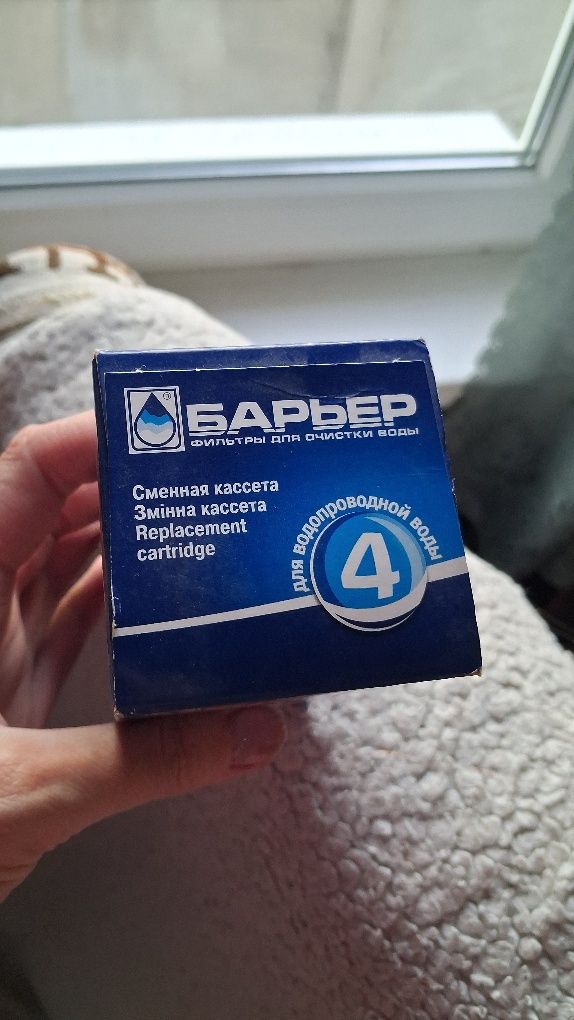 ®
БАРЬЕР
ФИЛЬТРЫ ДЛЯ ОЧИСТКИ ВОДЫ
Сменная кассета
Змінна кассета
Replacement
cartridge
для водопроводной воды
4